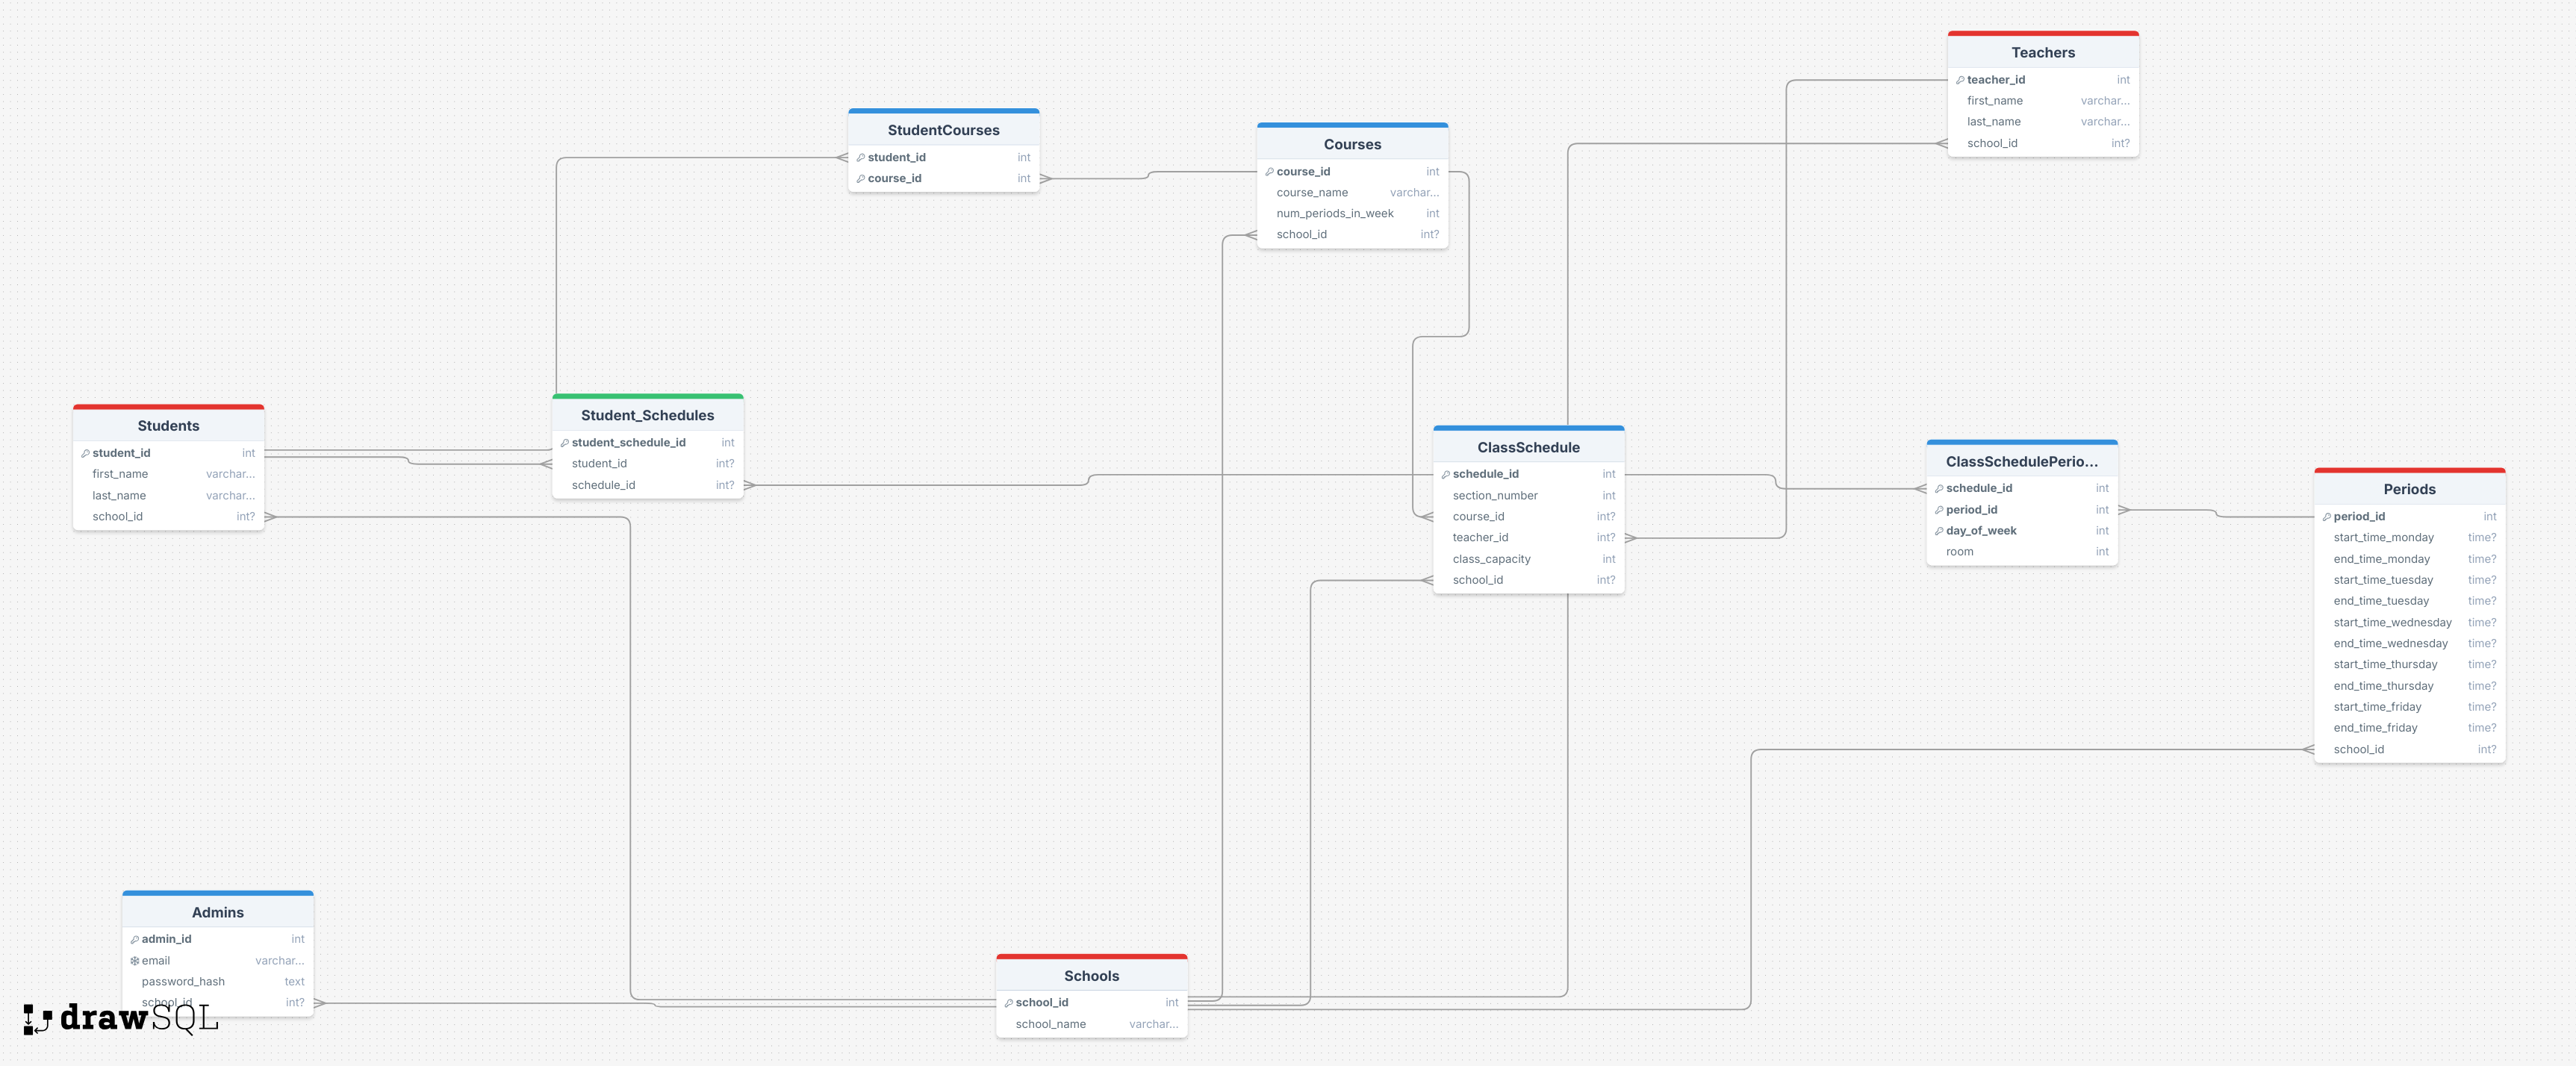 Teachers
teacher_id int
first_name varchar...
last_name varchar...
school_id int?
StudentCourses
student_id int
course_id int
Courses
course_id int
course_name varchar...
num_periods_in_week int
school_id int?
Students
student_id int
first_name varchar...
last_name varchar...
school_id int?
Student_Schedules
student_schedule_id int
student_id int?
schedule_id int?
ClassSchedule
schedule_id int
section_number int
course_id int?
teacher_id int?
class_capacity int
school_id int?
ClassSchedulePerio...
schedule_id int
period_id int
day_of_week int
room int
Periods
period_id int
start_time_monday time?
end_time_monday time?
start_time_tuesday time?
end_time_tuesday time?
start_time_wednesday time?
end_time_wednesday time?
start_time_thursday time?
end_time_thursday time?
start_time_friday time?
end_time_friday time?
school_id int?
Admins
admin_id int
email varchar...
password_hash text
school_id int?
drawSQL
Schools
school_id int
school_name varchar...